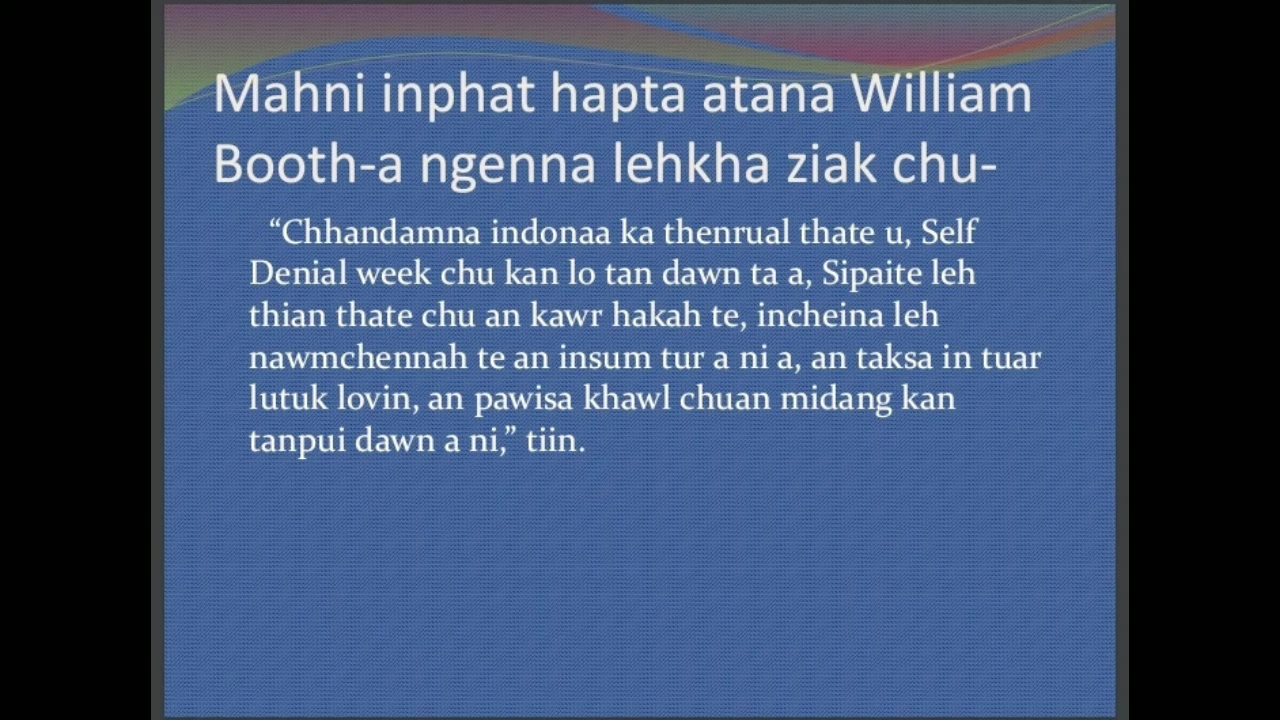 Mahni inphat hapta atana William
Booth-a ngenna lehkha ziak chu-
“Chhandamna indonaa ka thenrual thate u, Self
Denial week chu kan lo tan dawn ta a, Sipaite leh
thian thate chu an kawr hakah te, incheina leh
nawmchennah te an insum tur a ni a, an taksa in tuar
lutuk lovin, an pawisa khawl chuan midang kan
tanpui dawn a ni,” tiin.